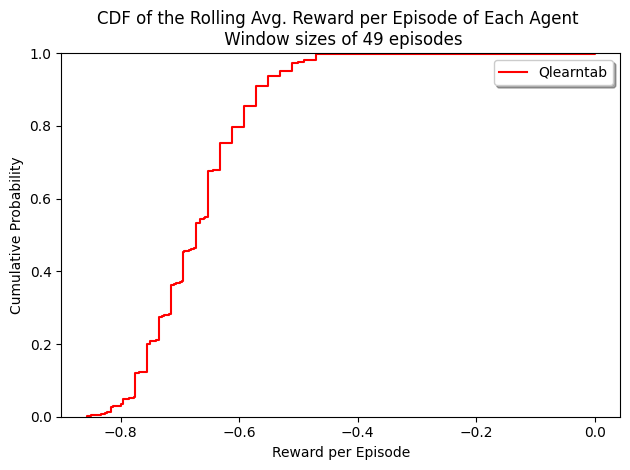 CDF of the Rolling Avg. Reward per Episode of Each Agent
Window sizes of 49 episodes
Qlearntab
1.0
0.8
0.6
0.4
0.2
0.0
Cumulative Probability
−0.8
−0.6
−0.4
−0.2
0.0
Reward per Episode